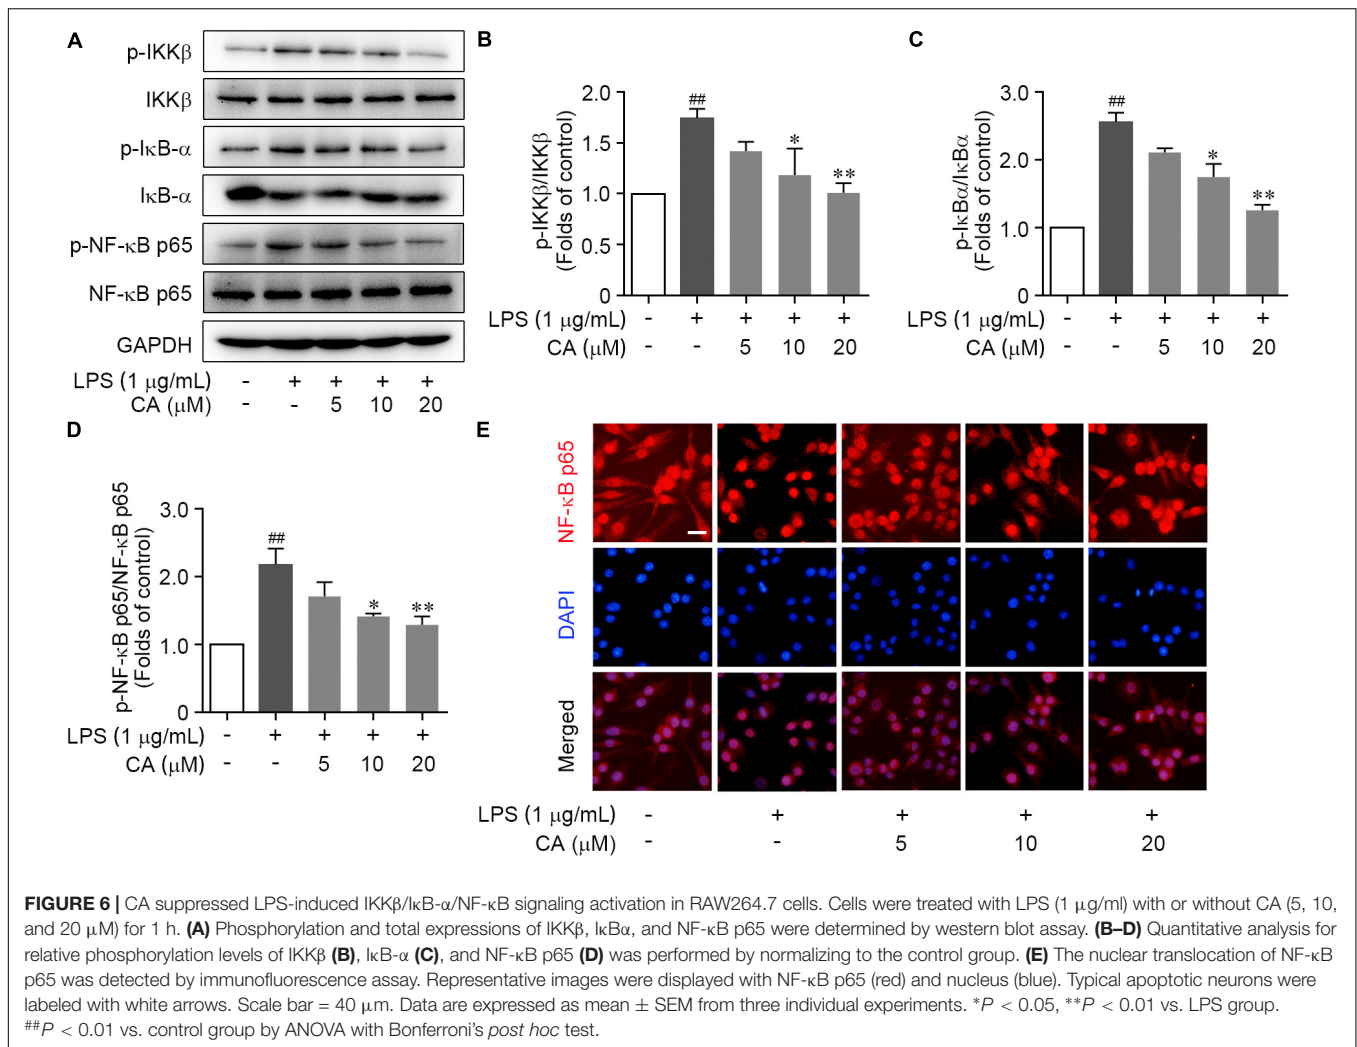 A
p-IKKβ
IKKβ
p-IκB-α
IκB-α
p-NF-κB p65
NF-κB p65
GAPDH
LPS (1 μg/mL) - + + + +
CA (μM) - - 5 10 20
B
p-IKKβ/IKKβ
(Folds of control)
2.0
1.5
1.0
0.5
0
##
*
**
LPS (1 μg/mL) - + + + +
CA (μM) - - 5 10 20
C
p-IκBα/IκBα
(Folds of control)
3.0
2.0
1.0
0
##
*
**
LPS (1 μg/mL) - + + + +
CA (μM) - - 5 10 20
D
p-NF-κB p65/NF-κB p65
(Folds of control)
3.0
2.0
1.0
0
##
*
**
LPS (1 μg/mL) - + + + +
CA (μM) - - 5 10 20
E
NF-κB p65
DAPI
Merged
LPS (1 μg/mL) - + + + +
CA (μM) - - 5 10 20
FIGURE 6 | CA suppressed LPS-induced IKKβ/IκB-α/NF-κB signaling activation in RAW264.7 cells. Cells were treated with LPS (1 μg/ml) with or without CA (5, 10,
and 20 μM) for 1 h. (A) Phosphorylation and total expressions of IKKβ, IκBα, and NF-κB p65 were determined by western blot assay. (B–D) Quantitative analysis for
relative phosphorylation levels of IKKβ (B), IκB-α (C), and NF-κB p65 (D) was performed by normalizing to the control group. (E) The nuclear translocation of NF-κB
p65 was detected by immunofluorescence assay. Representative images were displayed with NF-κB p65 (red) and nucleus (blue). Typical apoptotic neurons were
labeled with white arrows. Scale bar = 40 μm. Data are expressed as mean ± SEM from three individual experiments. *P < 0.05, **P < 0.01 vs. LPS group.
##P < 0.01 vs. control group by ANOVA with Bonferroni's post hoc test.